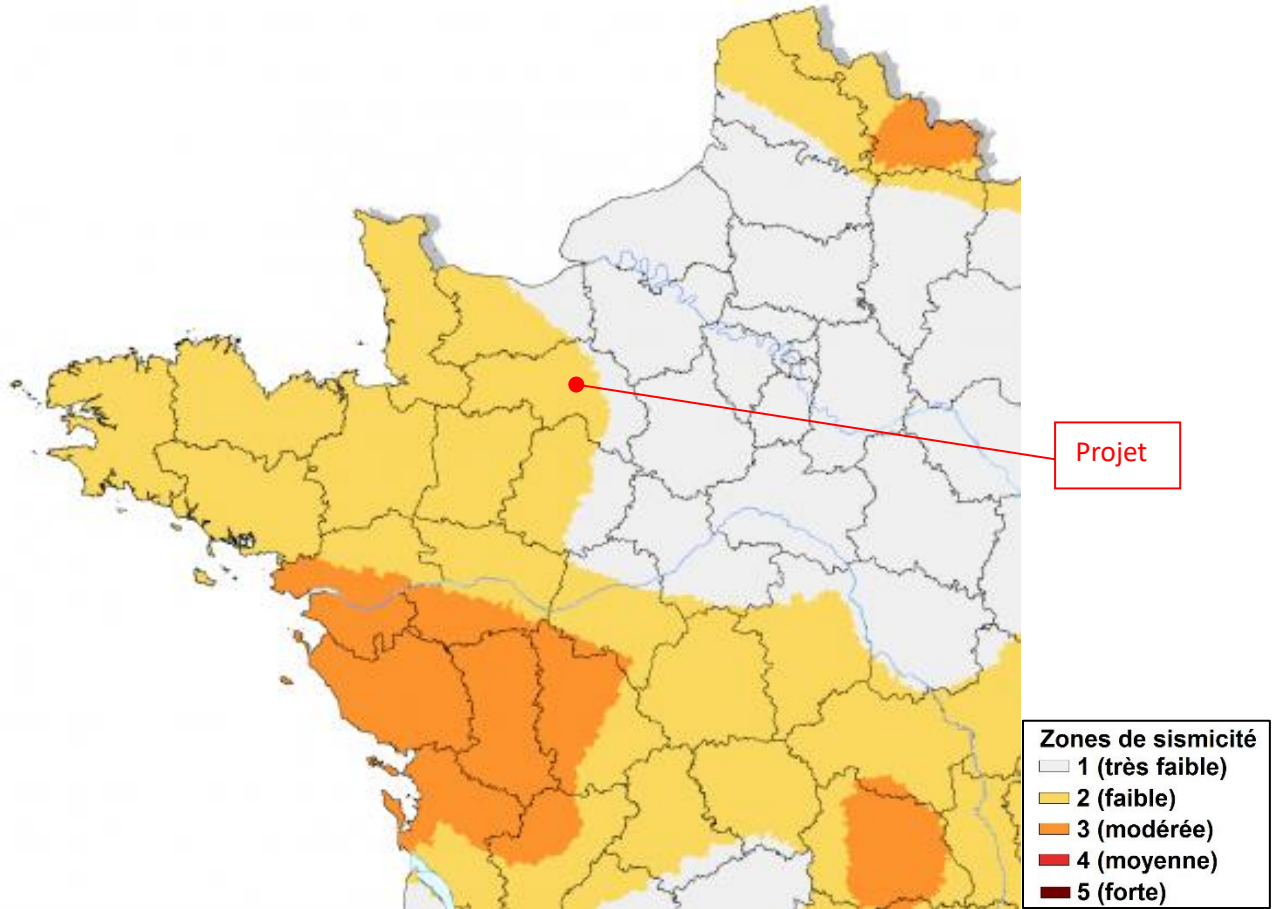 Projet
Zones de sismicité
1 (très faible)
2 (faible)
3 (modérée)
4 (moyenne)
5 (forte)